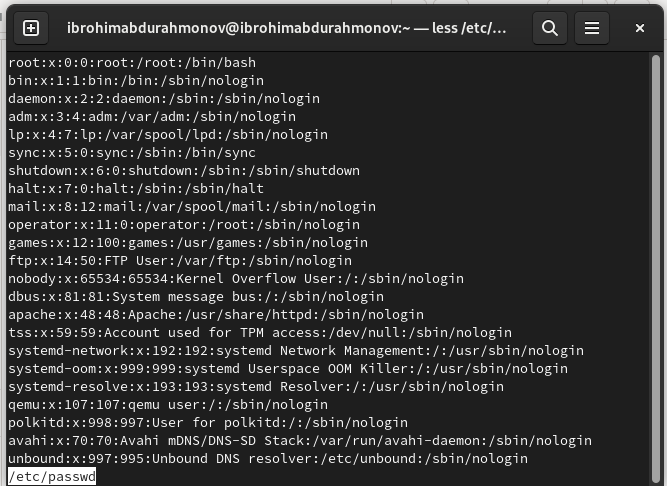 ibrohimabdurahmonov@ibrohimabdurahmonov:~ — less /etc/...
root:x:0:0:root:/root:/bin/bash
bin:x:1:1:bin:/bin:/sbin/nologin
daemon:x:2:2:daemon:/sbin:/sbin/nologin
adm:x:3:4:adm:/var/adm:/sbin/nologin
lp:x:4:7:lp:/var/spool/lpd:/sbin/nologin
sync:x:5:0:sync:/sbin:/bin/sync
shutdown:x:6:0:shutdown:/sbin:/sbin/shutdown
halt:x:7:0:halt:/sbin:/sbin/halt
mail:x:8:12:mail:/var/spool/mail:/sbin/nologin
operator:x:11:0:operator:/root:/sbin/nologin
games:x:12:100:games:/usr/games:/sbin/nologin
ftp:x:14:50:FTP User:/var/ftp:/sbin/nologin
nobody:x:65534:65534:Kernel Overflow User:/:/sbin/nologin
dbus:x:81:81:System message bus:/:/sbin/nologin
apache:x:48:48:Apache:/usr/share/httpd:/sbin/nologin
tss:x:59:59:Account used for TPM access:/dev/null:/sbin/nologin
systemd-network:x:192:192:systemd Network Management:/:/usr/sbin/nologin
systemd-oom:x:999:999:systemd Userspace OOM Killer:/:/usr/sbin/nologin
systemd-resolve:x:193:193:systemd Resolver:/:/usr/sbin/nologin
qemu:x:107:107:qemu user:/:/sbin/nologin
polkitd:x:998:997:User for polkitd:/:/sbin/nologin
avahi:x:70:70:Avahi mDNS/DNS-SD Stack:/var/run/avahi-daemon:/sbin/nologin
unbound:x:997:995:Unbound DNS resolver:/etc/unbound:/sbin/nologin
/etc/passwd